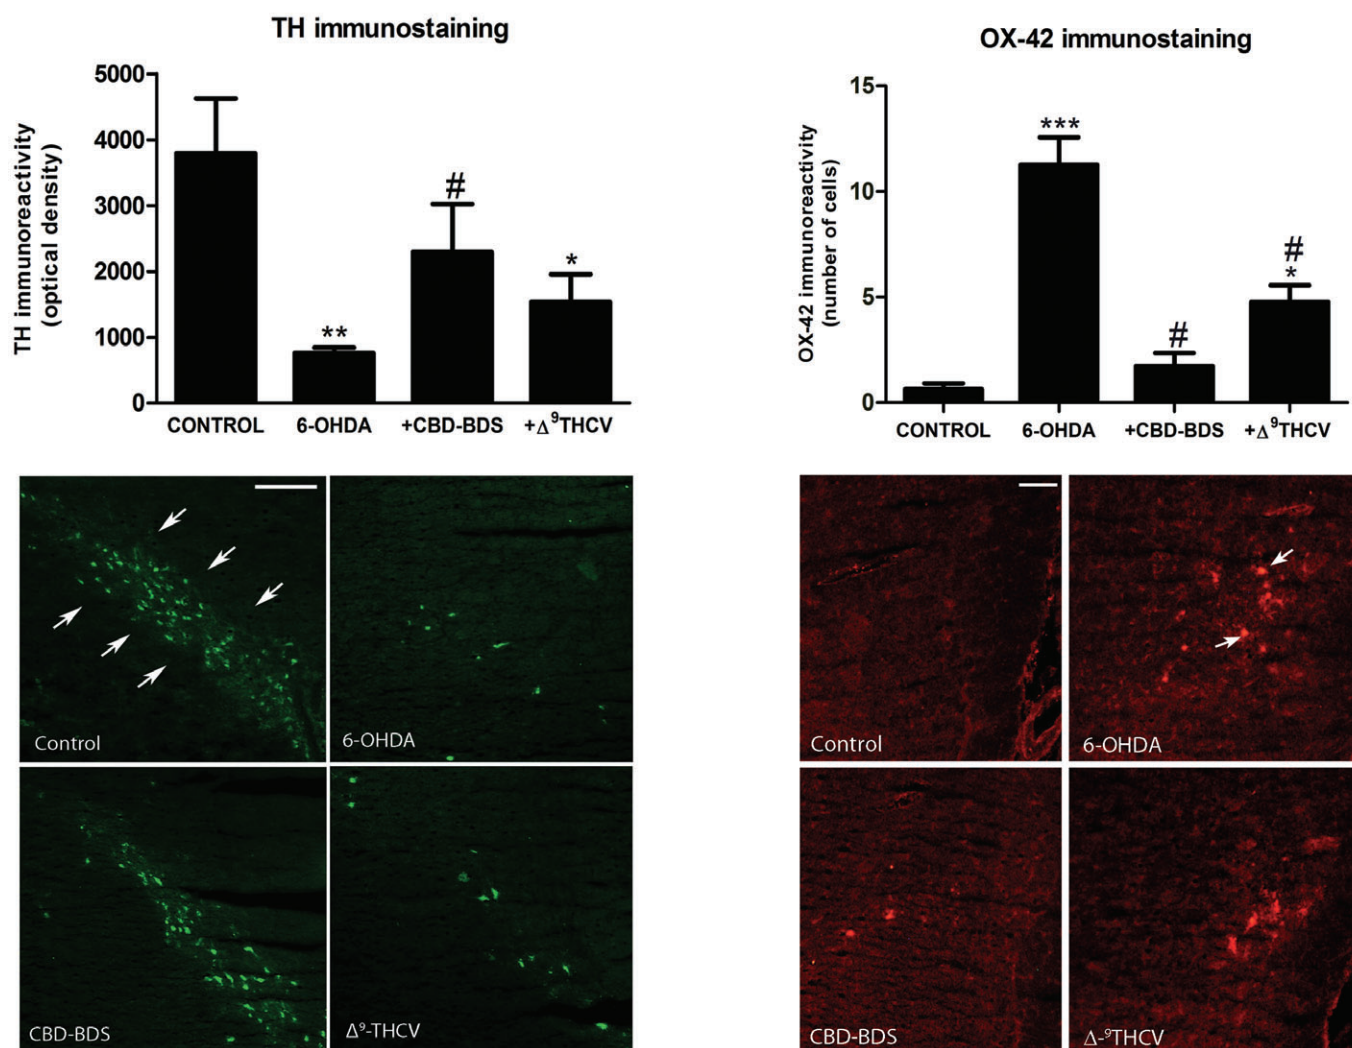 TH immunostaining
TH immunoreactivity
(optical density)
5000
4000
3000
2000
1000
0
**
#
*
CONTROL
6-OHDA
+CBD-BDS
+Δ⁹THCV
OX-42 immunostaining
OX-42 immunoreactivity
(number of cells)
15
10
5
0
***
#
#
*
CONTROL
6-OHDA
+CBD-BDS
+Δ⁹THCV
Control
6-OHDA
CBD-BDS
Δ⁹-THCV
Control
6-OHDA
CBD-BDS
Δ-⁹THCV